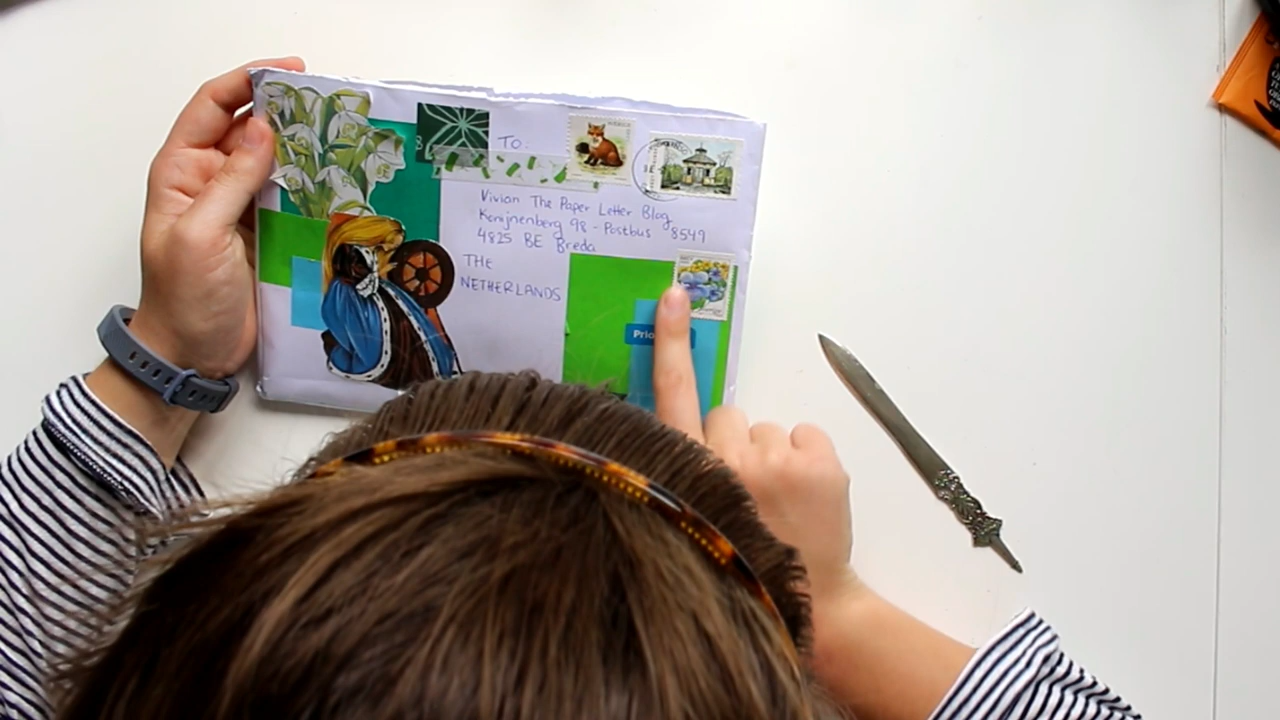 TO:
Vivian The Paper Letter Blog
Konijnenberg 98 - Postbus 8549
4825 BE Breda
THE
NETHERLANDS
Prio